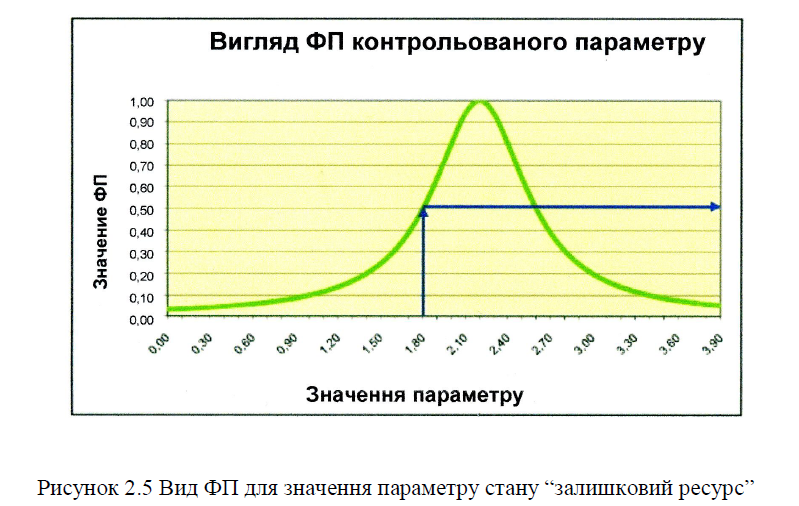 Вигляд ФП контрольованого параметру
Значение ФП
1,00
0,90
0,80
0,70
0,60
0,50
0,40
0,30
0,20
0,10
0,00
0,00 0,30 0,60 0,90 1,20 1,50 1,80 2,10 2,40 2,70 3,00 3,30 3,60 3,90
Значення параметру
Рисунок 2.5 Вид ФП для значення параметру стану “залишковий ресурс”